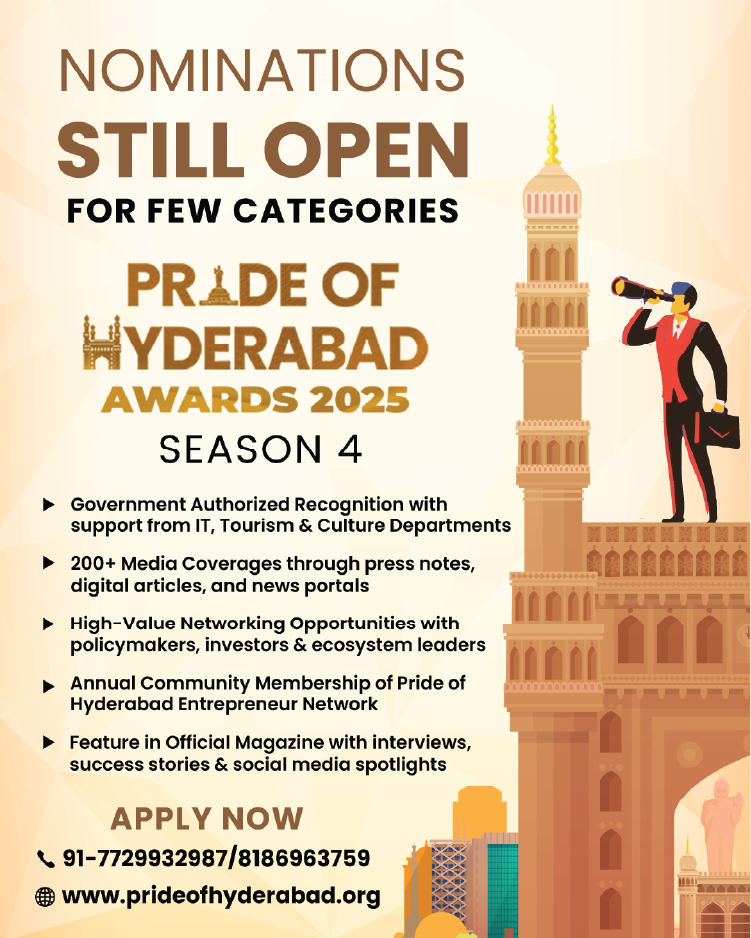 NOMINATIONS
STILL OPEN
FOR FEW CATEGORIES
PRIDE OF
HYDERABAD
AWARDS 2025
SEASON 4
Government Authorized Recognition with
support from IT, Tourism & Culture Departments
200+ Media Coverages through press notes,
digital articles, and news portals
High-Value Networking Opportunities with
policymakers, investors & ecosystem leaders
Annual Community Membership of Pride of
Hyderabad Entrepreneur Network
Feature in Official Magazine with interviews,
success stories & social media spotlights
APPLY NOW
91-7729932987/8186963759
www.prideofhyderabad.org